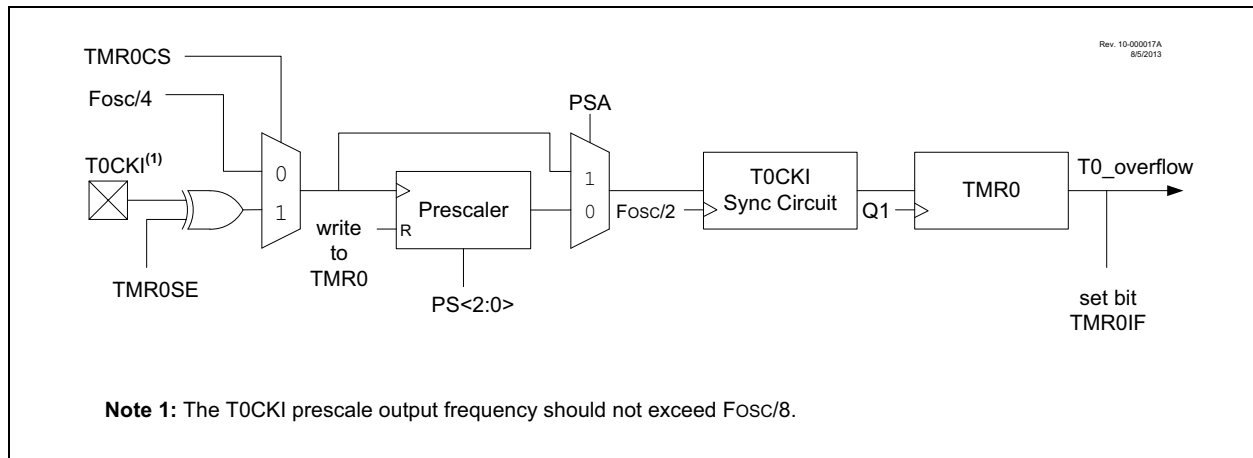 Rev. 10-000017A
8/5/2013
TMR0CS
Fosc/4
PSA
T0CKI(1)
0
1
TMR0SE
write
to
TMR0
R
Prescaler
PS<2:0>
1
0
FOSC/2
T0CKI
Sync Circuit
Q1
TMR0
T0_overflow
set bit
TMR0IF
Note 1: The T0CKI prescale output frequency should not exceed FOSC/8.